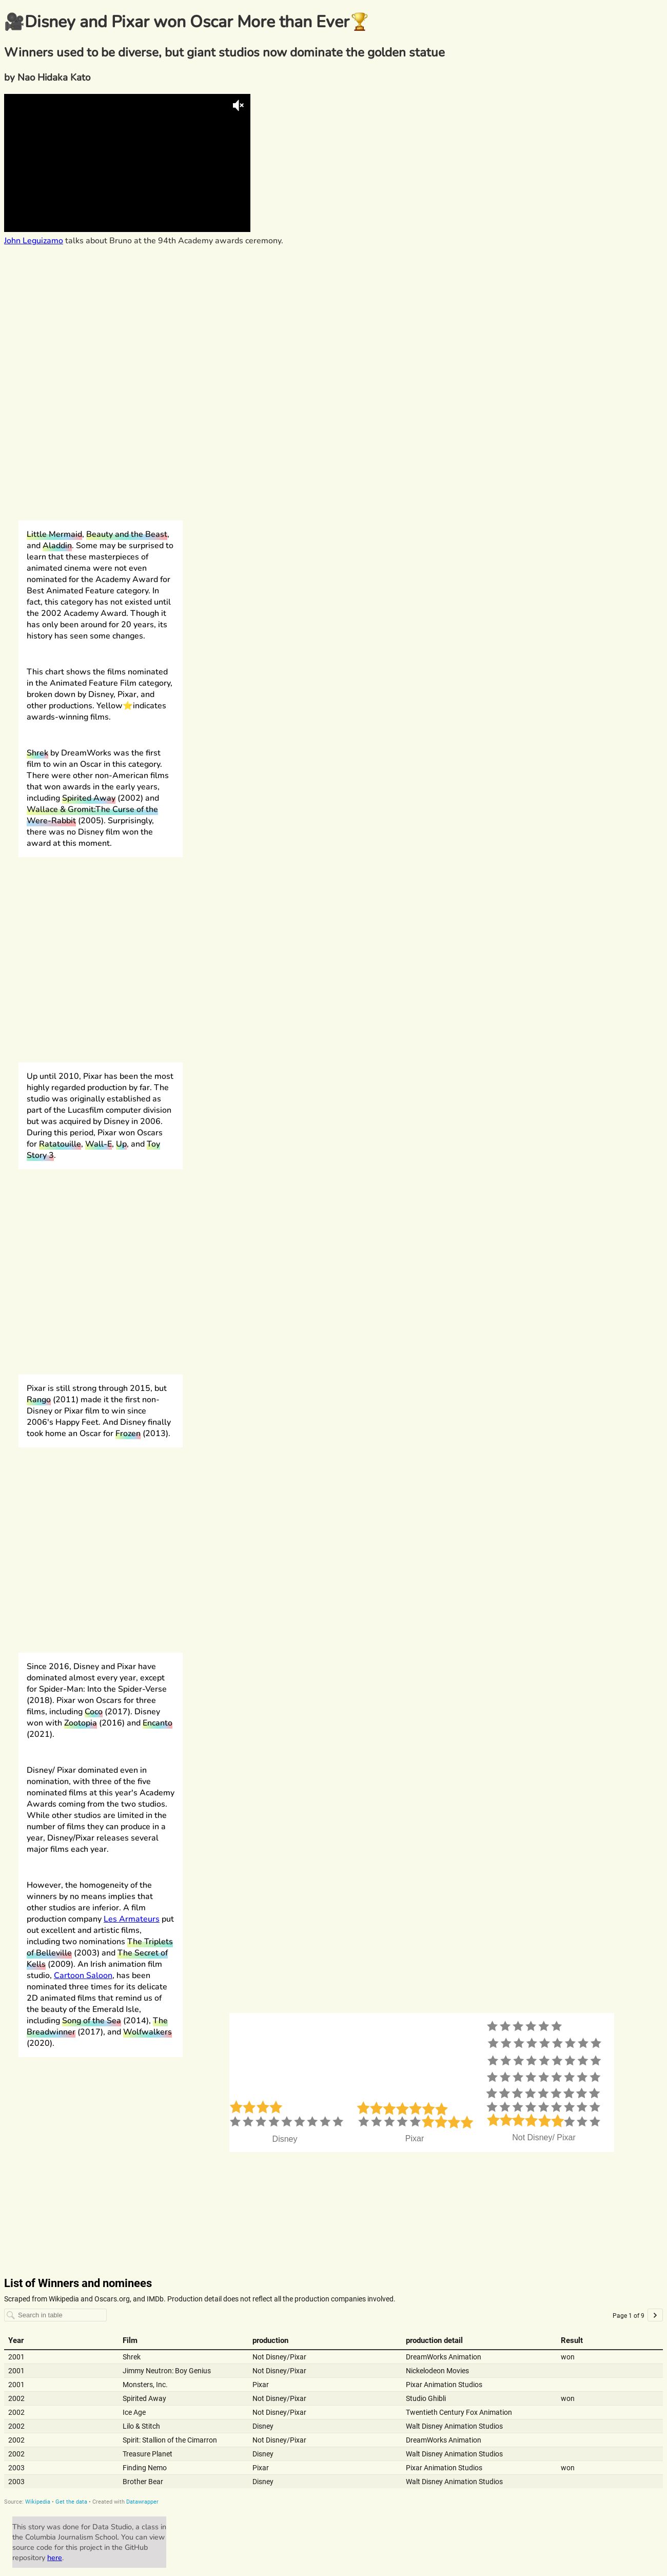 🎥Disney and Pixar won Oscar More than Ever🏆
Winners used to be diverse, but giant studios now dominate the golden statue
by Nao Hidaka Kato
John Leguizamo talks about Bruno at the 94th Academy awards ceremony.
Little Mermaid, Beauty and the Beast,
and Aladdin. Some may be surprised to
learn that these masterpieces of
animated cinema were not even
nominated for the Academy Award for
Best Animated Feature category. In
fact, this category has not existed until
the 2002 Academy Award. Though it
has only been around for 20 years, its
history has seen some changes.
This chart shows the films nominated
in the Animated Feature Film category,
broken down by Disney, Pixar, and
other productions. Yellow⭐indicates
awards-winning films.
Shrek by DreamWorks was the first
film to win an Oscar in this category.
There were other non-American films
that won awards in the early years,
including Spirited Away (2002) and
Wallace & Gromit:The Curse of the
Were-Rabbit (2005). Surprisingly,
there was no Disney film won the
award at this moment.
Up until 2010, Pixar has been the most
highly regarded production by far. The
studio was originally established as
part of the Lucasfilm computer division
but was acquired by Disney in 2006.
During this period, Pixar won Oscars
for Ratatouille, Wall-E, Up, and Toy
Story 3.
Pixar is still strong through 2015, but
Rango (2011) made it the first non-
Disney or Pixar film to win since
2006's Happy Feet. And Disney finally
took home an Oscar for Frozen (2013).
Since 2016, Disney and Pixar have
dominated almost every year, except
for Spider-Man: Into the Spider-Verse
(2018). Pixar won Oscars for three
films, including Coco (2017). Disney
won with Zootopia (2016) and Encanto
(2021).
Disney/ Pixar dominated even in
nomination, with three of the five
nominated films at this year's Academy
Awards coming from the two studios.
While other studios are limited in the
number of films they can produce in a
year, Disney/Pixar releases several
major films each year.
However, the homogeneity of the
winners by no means implies that
other studios are inferior. A film
production company Les Armateurs put
out excellent and artistic films,
including two nominations The Triplets
of Belleville (2003) and The Secret of
Kells (2009). An Irish animation film
studio, Cartoon Saloon, has been
nominated three times for its delicate
2D animated films that remind us of
the beauty of the Emerald Isle,
including Song of the Sea (2014), The
Breadwinner (2017), and Wolfwalkers
(2020).
Disney Pixar Not Disney/ Pixar
List of Winners and nominees
Scraped from Wikipedia and Oscars.org, and IMDb. Production detail does not reflect all the production companies involved.
Search in table Page 1 of 9
Year Film production production detail Result
2001 Shrek Not Disney/Pixar DreamWorks Animation won
2001 Jimmy Neutron: Boy Genius Not Disney/Pixar Nickelodeon Movies
2001 Monsters, Inc. Pixar Pixar Animation Studios
2002 Spirited Away Not Disney/Pixar Studio Ghibli won
2002 Ice Age Not Disney/Pixar Twentieth Century Fox Animation
2002 Lilo & Stitch Disney Walt Disney Animation Studios
2002 Spirit: Stallion of the Cimarron Not Disney/Pixar DreamWorks Animation
2002 Treasure Planet Disney Walt Disney Animation Studios
2003 Finding Nemo Pixar Pixar Animation Studios won
2003 Brother Bear Disney Walt Disney Animation Studios
Source: Wikipedia • Get the data • Created with Datawrapper
This story was done for Data Studio, a class in
the Columbia Journalism School. You can view
source code for this project in the GitHub
repository here.